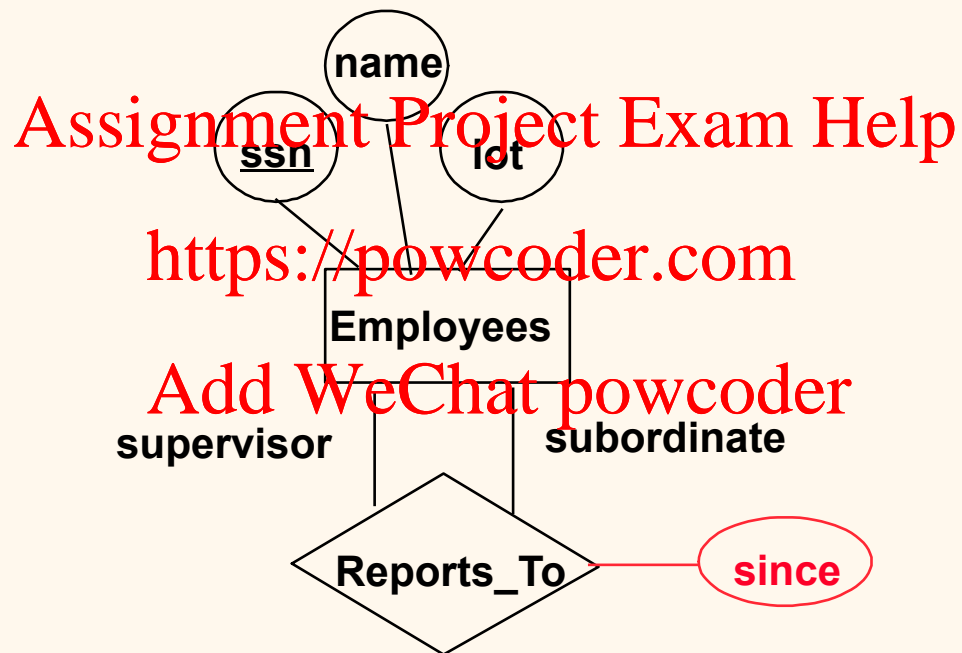 name
Assignment Project Exam Help
ssn
lot
https://powcoder.com
Employees
Add WeChat powcoder
supervisor
subordinate
Reports_To
since